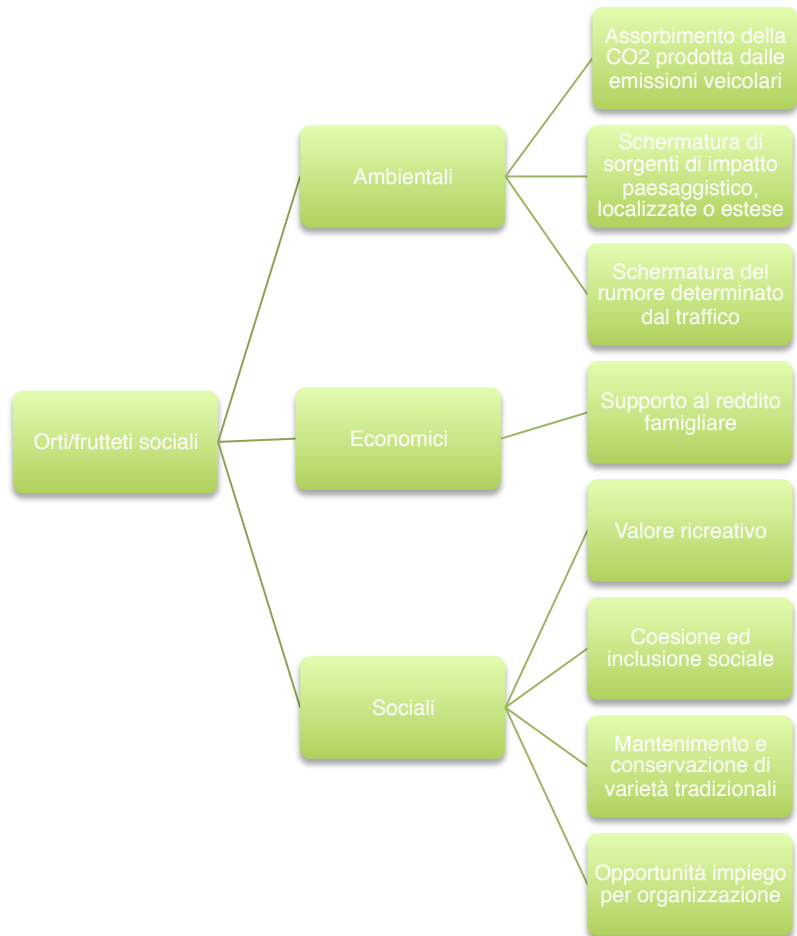 Orti/frutteti sociali
Ambientali
Assorbimento della
CO2 prodotta dalle
emissioni veicolari
Schermatura di
sorgenti di impatto
paesaggistico,
localizzate o estese
Schermatura del
rumore determinato
dal traffico
Economici
Supporto al reddito
famigliare
Sociali
Valore ricreativo
Coesione ed
inclusione sociale
Mantenimento e
conservazione di
varietà tradizionali
Opportunità impiego
per organizzazione